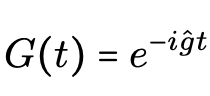 G(t) = e^{-iĝt}